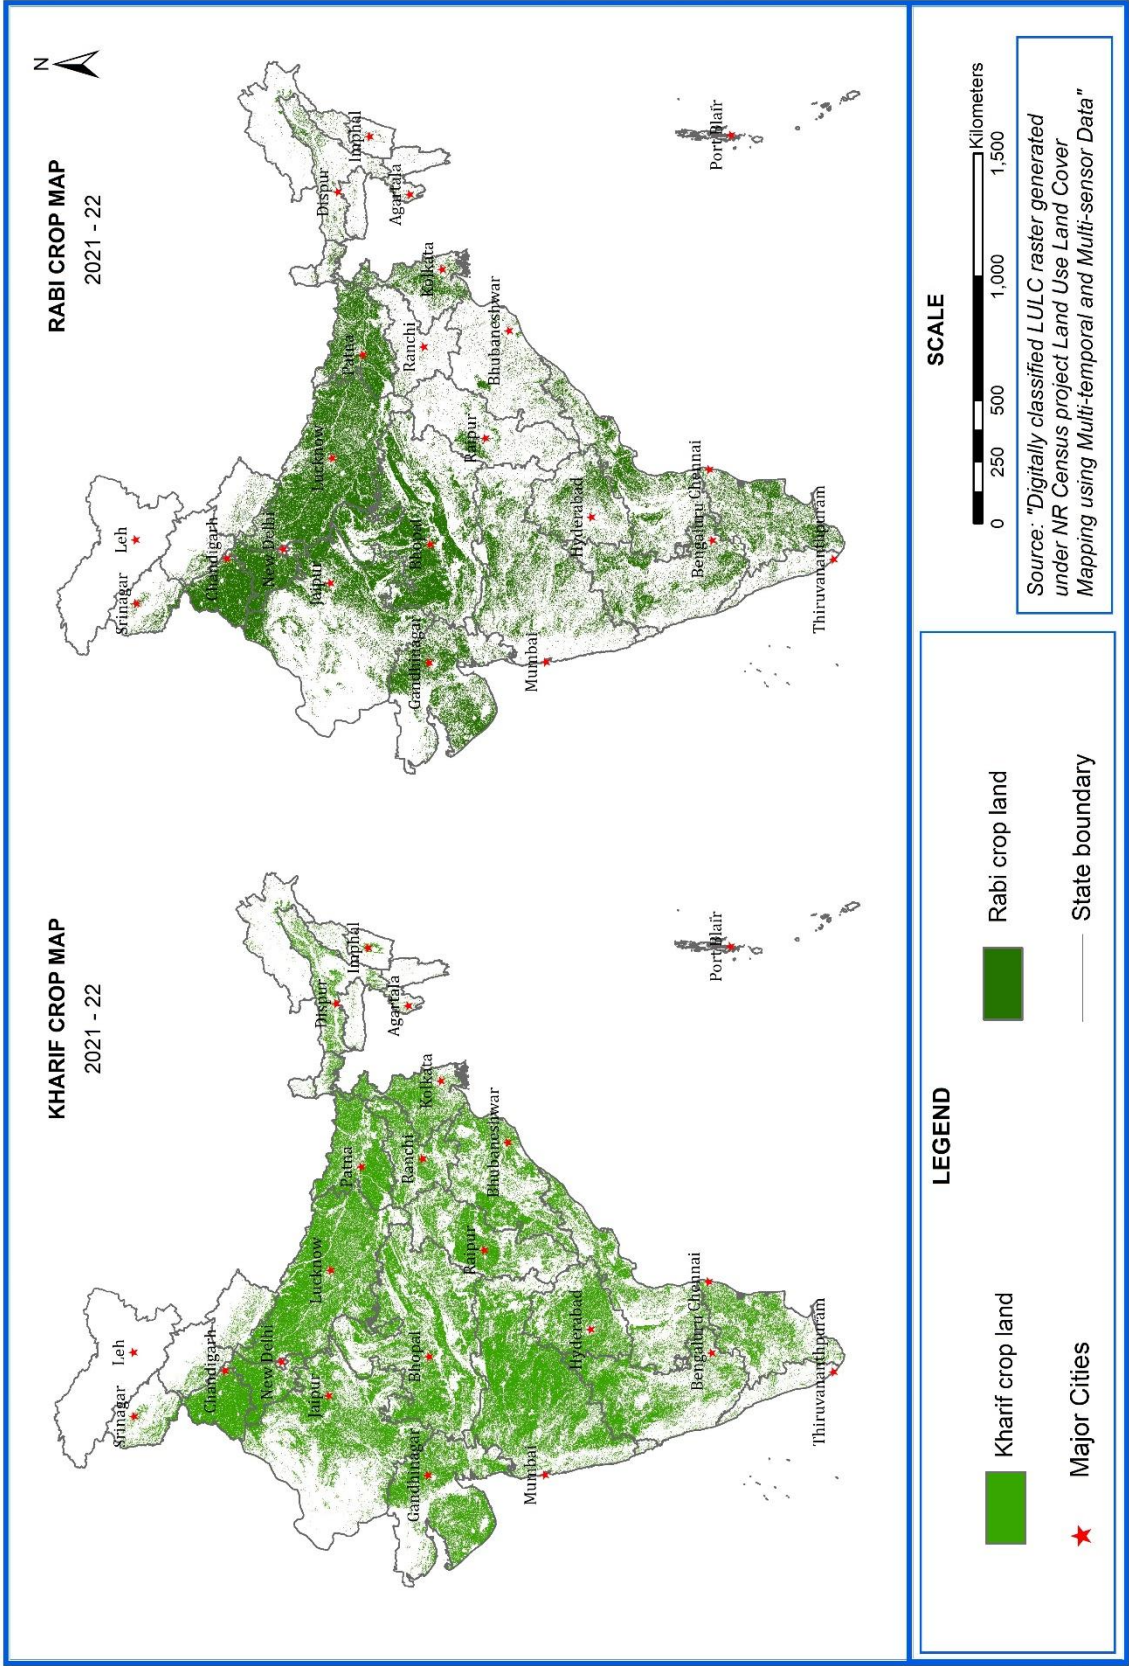 KHARIF CROP MAP
2021 - 22
Srinagar
Leh
Chandigarh
New Delhi
Jaipur
Lucknow
Patna
Dispur
Imphal
Agartala
Gandhinagar
Bhopal
Ranchi
Kolkata
Raipur
Bhubaneshwar
Mumbai
Hyderabad
Bengaluru
Chennai
Thiruvananthpuram
Port Blair
RABI CROP MAP
2021 - 22
N
Srinagar
Leh
Chandigarh
New Delhi
Jaipur
Lucknow
Patna
Dispur
Imphal
Agartala
Gandhinagar
Bhopal
Ranchi
Kolkata
Raipur
Bhubaneshwar
Mumbai
Hyderabad
Bengaluru
Chennai
Thiruvananthpuram
Port Blair
LEGEND
Kharif crop land
Rabi crop land
Major Cities
State boundary
SCALE
0 250 500 1,000 1,500
Kilometers
Source: "Digitally classified LULC raster generated
under NR Census project Land Use Land Cover
Mapping using Multi-temporal and Multi-sensor Data"